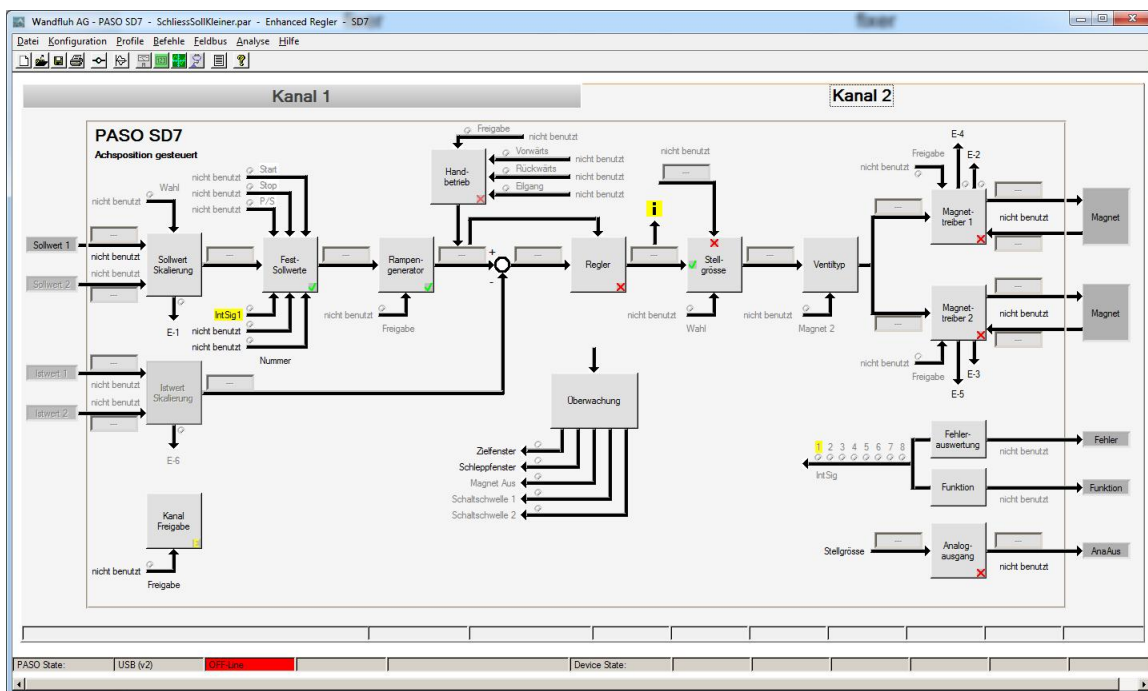 Wandfluh AG - PASO SD7 - SchliessSollKleiner.par - Enhanced Regler - SD7
fixer
fixer
Datei Konfiguration Profile Befehle Feldbus Analyse Hilfe
Kanal 1
Kanal 2
PASO SD7
Achsposition gesteuert
Wahl
nicht benutzt
Sollwert 1
---
nicht benutzt
Sollwert 2
nicht benutzt
---
Sollwert
Skalierung
E-1
---
Start
nicht benutzt
Stop
nicht benutzt
P/S
nicht benutzt
Fest-
Sollwerte
IntSig1
nicht benutzt
nicht benutzt
Nummer
---
Rampen-
generator
nicht benutzt
Freigabe
Freigabe
nicht benutzt
Hand-
betrieb
Vorwärts
nicht benutzt
Rückwärts
nicht benutzt
Eilgang
nicht benutzt
---
+
-
---
Regler
---
i
nicht benutzt
---
Stell-
grösse
nicht benutzt
Wahl
---
Ventiltyp
nicht benutzt
Magnet 2
E-4
E-2
Freigabe
nicht benutzt
---
Magnet-
treiber 1
---
nicht benutzt
---
Magnet
---
Magnet-
treiber 2
---
nicht benutzt
---
Magnet
nicht benutzt
Freigabe
E-3
E-5
Istwert 1
---
nicht benutzt
Istwert 2
nicht benutzt
---
Istwert
Skalierung
E-6
---
Überwachung
Zielfenster
Schleppfenster
Magnet Aus
Schaltschwelle 1
Schaltschwelle 2
1 2 3 4 5 6 7 8
IntSig
Fehler-
auswertung
nicht benutzt
Fehler
Funktion
nicht benutzt
Funktion
Stellgrösse
---
Analog-
ausgang
---
nicht benutzt
AnaAus
Kanal
Freigabe
nicht benutzt
Freigabe
PASO State:
USB (v2)
OFF-line
Device State: